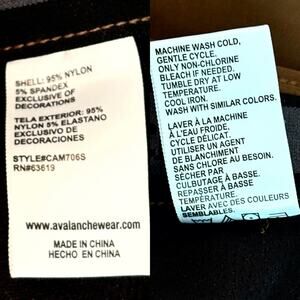 SHELL: 95% NYLON
5% SPANDEX
EXCLUSIVE OF
DECORATIONS
TELA EXTERIOR: 95%
NYLON 5% ELASTANO
EXCLUSIVO DE
DECORACIONES
STYLE#CAM706S
RN#63619
www.avalanchewear.com
MADE IN CHINA
HECHO EN CHINA
MACHINE WASH COLD,
GENTLE CYCLE.
ONLY NON-CHLORINE
BLEACH IF NEEDED.
TUMBLE DRY AT LOW
TEMPERATURE.
COOL IRON.
WASH WITH SIMILAR COLORS.
LAVER À LA MACHINE
À L'EAU FROIDE,
CYCLE DÉLICAT.
UTILISER UN AGENT
DE BLANCHIMENT
SANS CHLORE AU BESOIN.
SÉCHER PAR
CULBUTAGE À BASSE.
REPASSER À BASSE
TEMPÉRATURE.
LAVER AVEC DES COULEURS
SEMBLABLES.